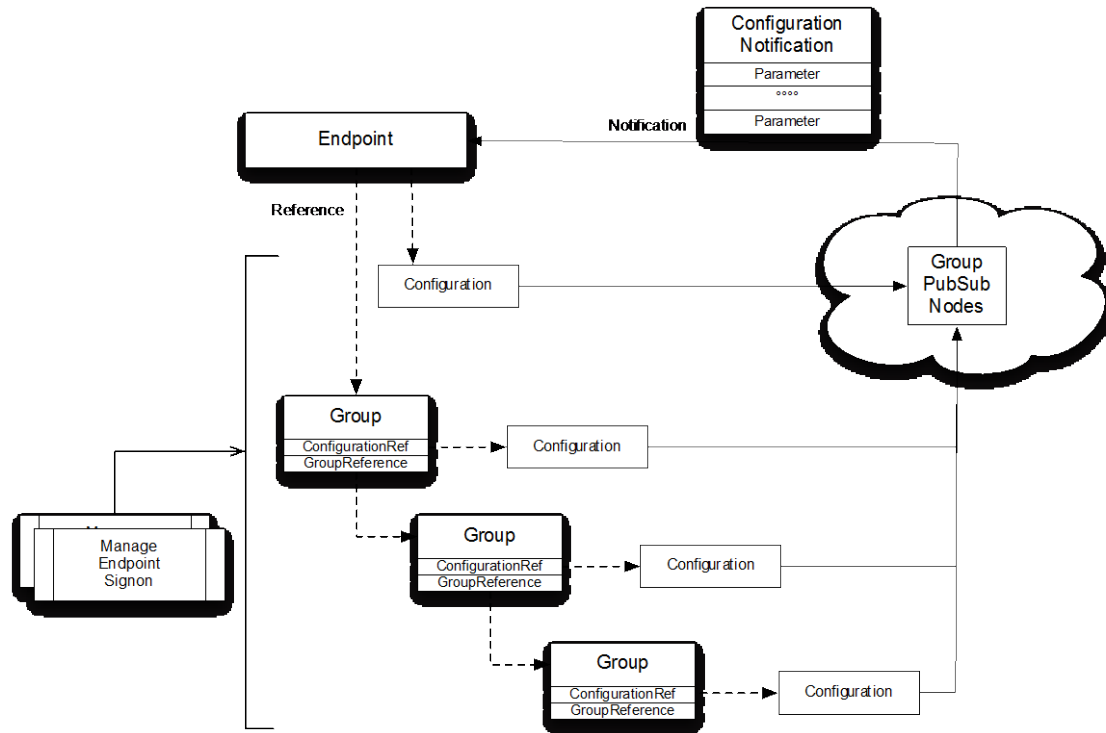 Configuration
Notification
Parameter
°°°°
Parameter
Notification
Endpoint
Reference
Configuration
Group
PubSub
Nodes
Group
ConfigurationRef
GroupReference
Configuration
Manage
Endpoint
Signon
Group
ConfigurationRef
GroupReference
Configuration
Group
ConfigurationRef
GroupReference
Configuration